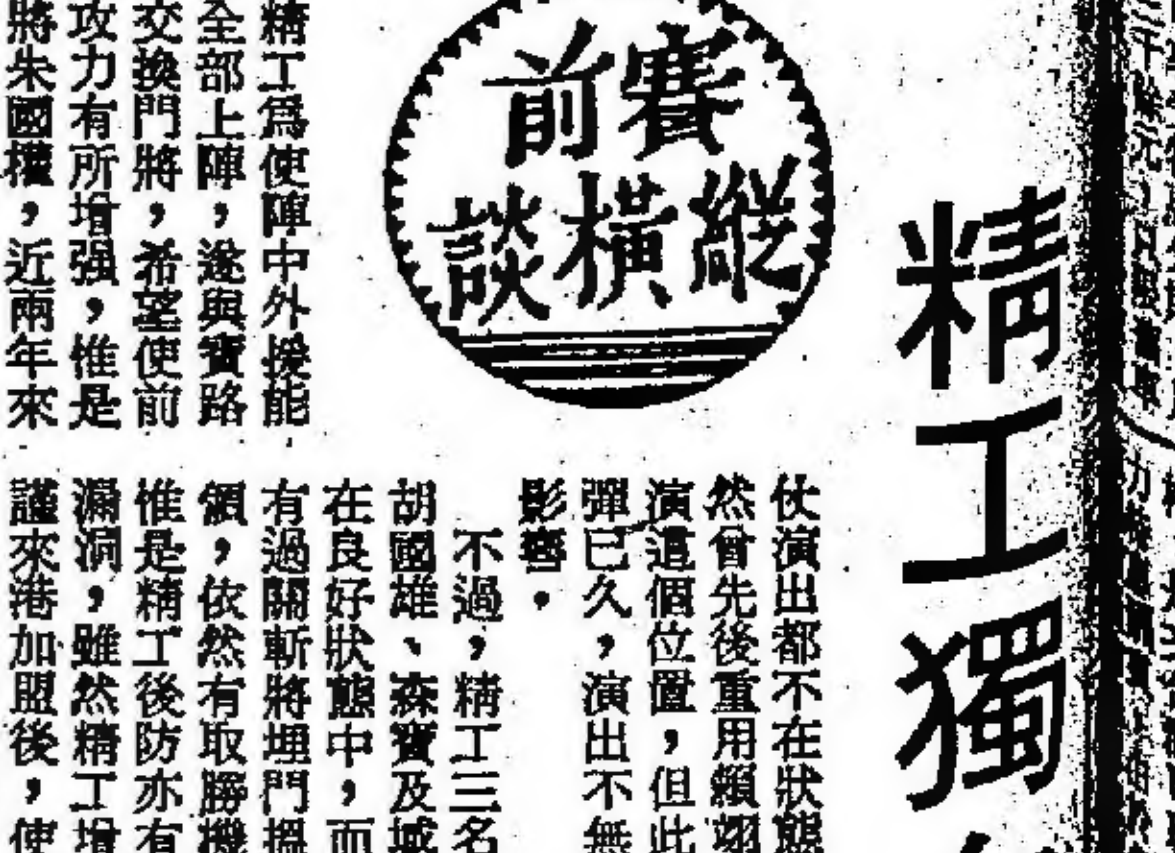 精工獨
賽前
縱橫談
精工爲使陣中外援能
全部上陣，遂與寶路
交換門將，希望使前
攻力有所增强，惟是
將朱國權，近兩年來
伏演出都不在狀態
然曾先後重用賴翊
演這個位置，但此
彈已久，演出不無
影響。
不過，精工三名
胡國雄、森寶及域
在良好狀態中，而
有過關斬將埋門搵
領，依然有取勝機
惟是精工後防亦有
漏洞，雖然精工增
謹來港加盟後，使